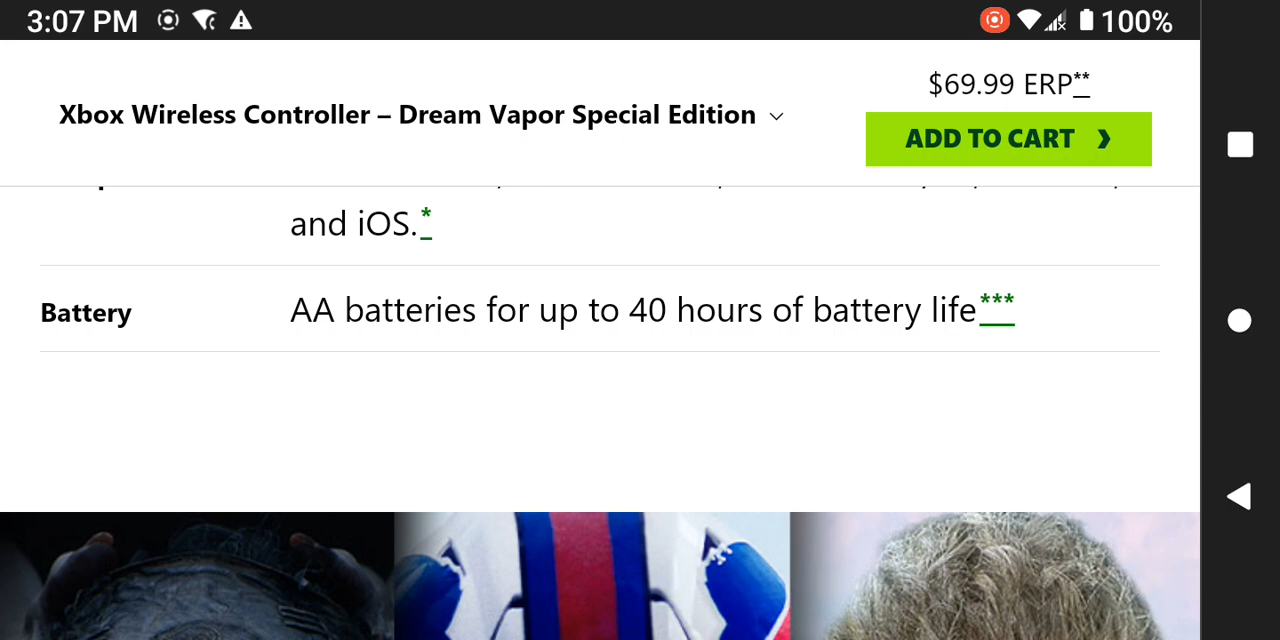 3:07 PM
100%
Xbox Wireless Controller – Dream Vapor Special Edition
$69.99 ERP**
ADD TO CART
and iOS.*
Battery
AA batteries for up to 40 hours of battery life***